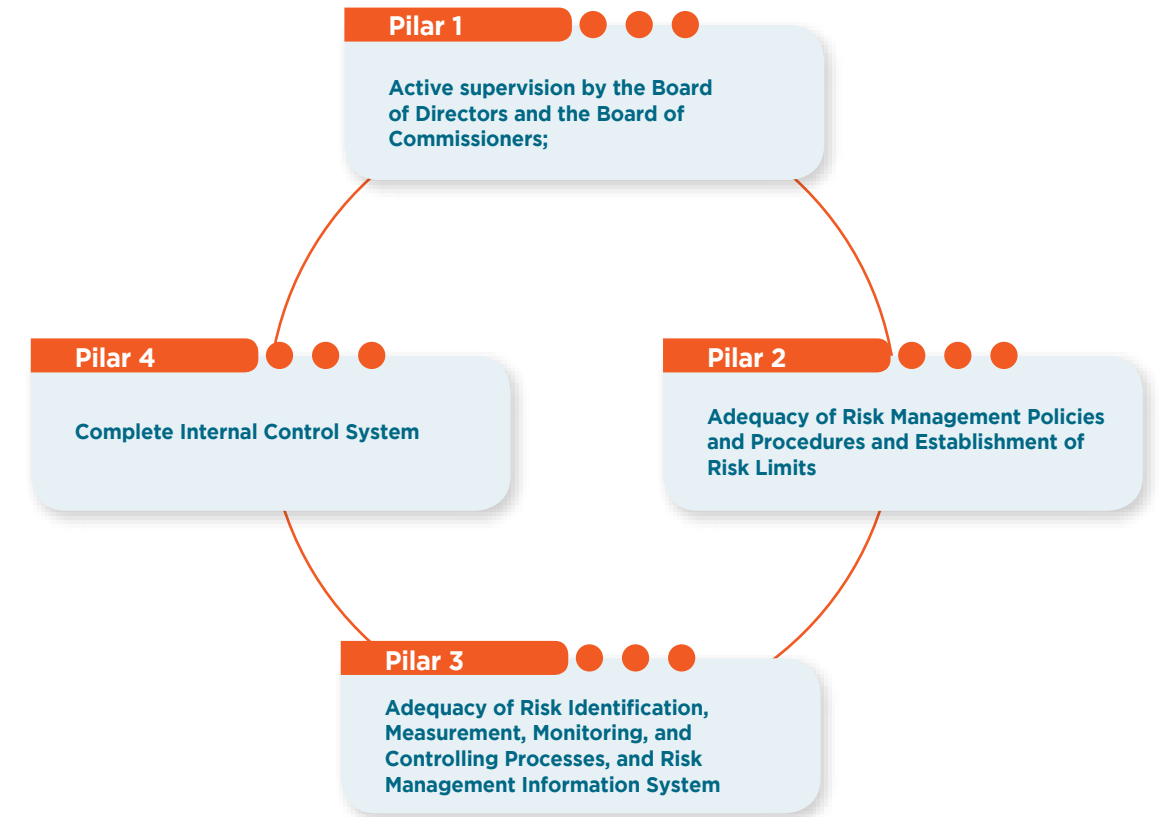 Pilar 1
Active supervision by the Board
of Directors and the Board of
Commissioners;
Pilar 2
Adequacy of Risk Management Policies
and Procedures and Establishment of
Risk Limits
Pilar 3
Adequacy of Risk Identification,
Measurement, Monitoring, and
Controlling Processes, and Risk
Management Information System
Pilar 4
Complete Internal Control System